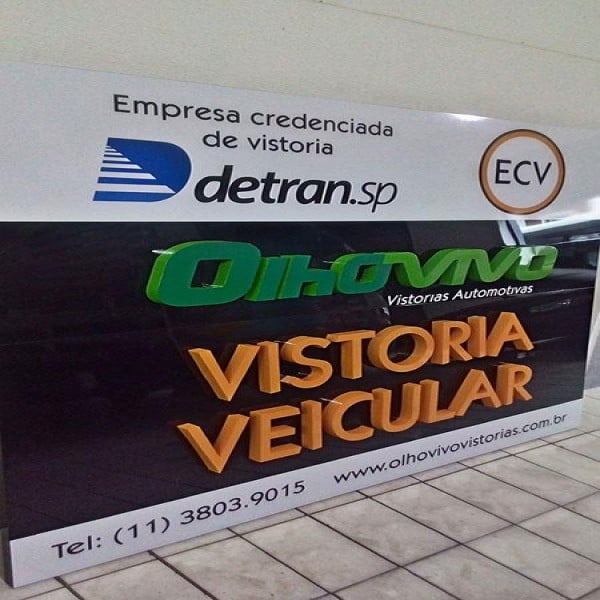 Empresa credenciada
de vistoria
detran.sp
ECV
Olhovivo
Vistorias Automotivas
VISTORIA
VEICULAR
www.olhovivovistorias.com.br
Tel: (11) 3803.9015